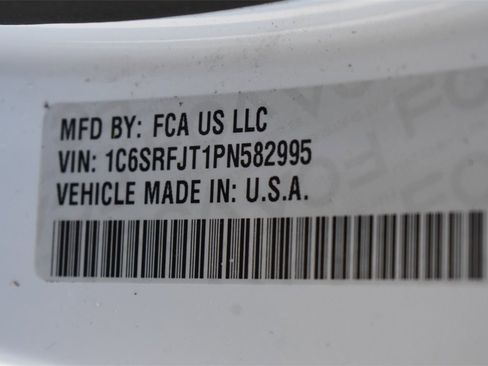 MFD BY: FCA US LLC
VIN: 1C6SRFJT1PN582995
VEHICLE MADE IN: U.S.A.